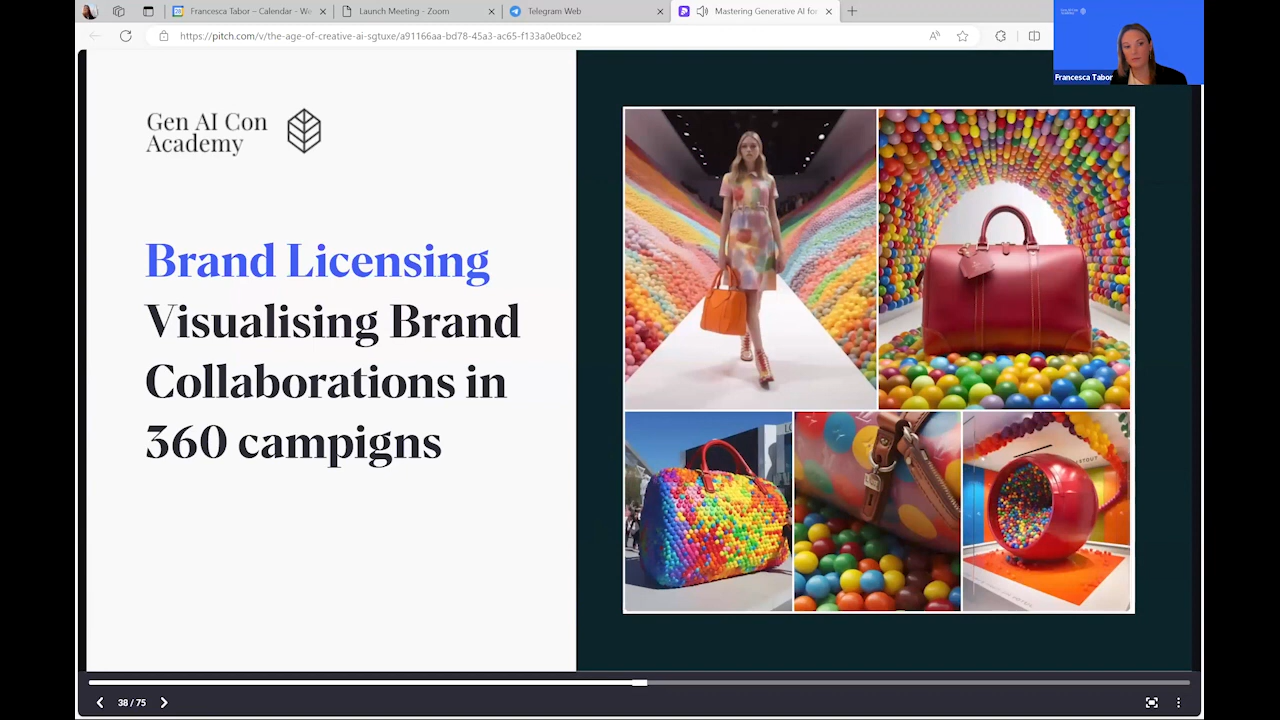 Francesca Tabor – Calendar - We
Launch Meeting - Zoom
Telegram Web
Mastering Generative AI for
https://pitch.com/v/the-age-of-creative-ai-sgtuxe/a91166aa-bd78-45a3-ac65-f133a0e0bce2
Francesca Tabor
Gen AI Con
Academy
Brand Licensing
Visualising Brand
Collaborations in
360 campigns
38 / 75